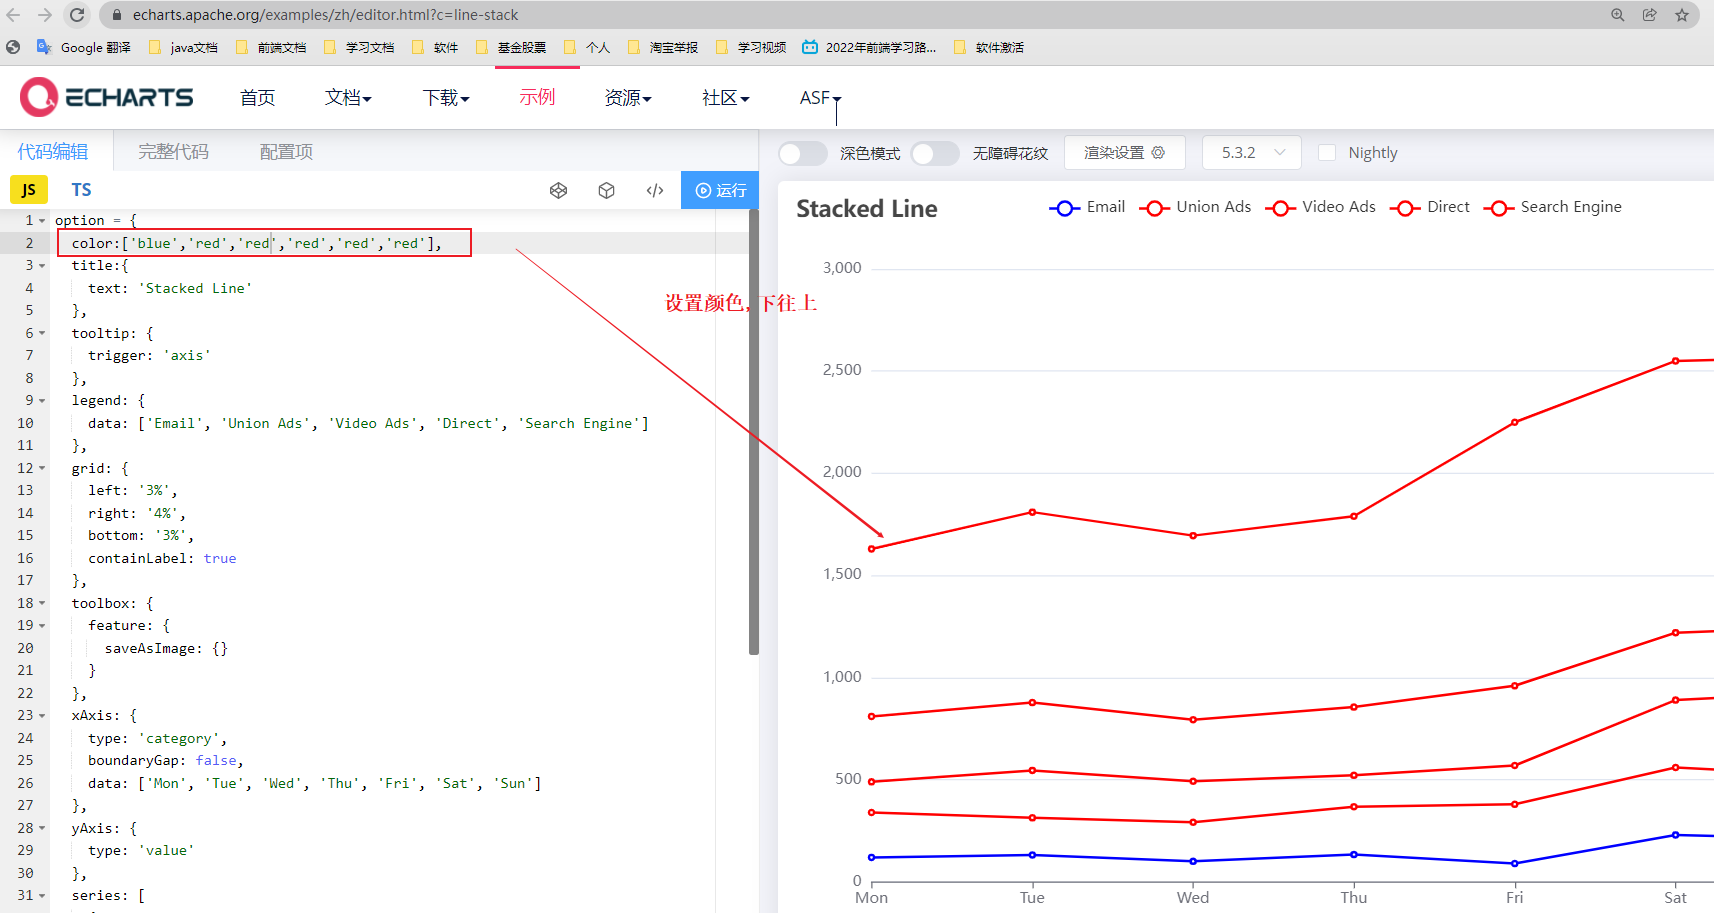 echarts.apache.org/examples/zh/editor.html?c=line-stack
Google 翻译 java文档 前端文档 学习文档 软件 基金股票 个人 淘宝举报 学习视频 2022年前端学习路... 软件激活
ECHARTS 首页 文档 下载 示例 资源 社区 ASF
代码编辑 完整代码 配置项
JS TS </> 运行
1 option = {
2 color:['blue','red','red','red','red','red'],
3 title:{
4 text: 'Stacked Line'
5 },
6 tooltip: {
7 trigger: 'axis'
8 },
9 legend: {
10 data: ['Email', 'Union Ads', 'Video Ads', 'Direct', 'Search Engine']
11 },
12 grid: {
13 left: '3%',
14 right: '4%',
15 bottom: '3%',
16 containLabel: true
17 },
18 toolbox: {
19 feature: {
20 saveAsImage: {}
21 }
22 },
23 xAxis: {
24 type: 'category',
25 boundaryGap: false,
26 data: ['Mon', 'Tue', 'Wed', 'Thu', 'Fri', 'Sat', 'Sun']
27 },
28 yAxis: {
29 type: 'value'
30 },
31 series: [
深色模式 无障碍花纹 渲染设置 5.3.2 Nightly
Stacked Line
Email Union Ads Video Ads Direct Search Engine
设置颜色,下往上
3,000
2,500
2,000
1,500
1,000
500
0
Mon Tue Wed Thu Fri Sat